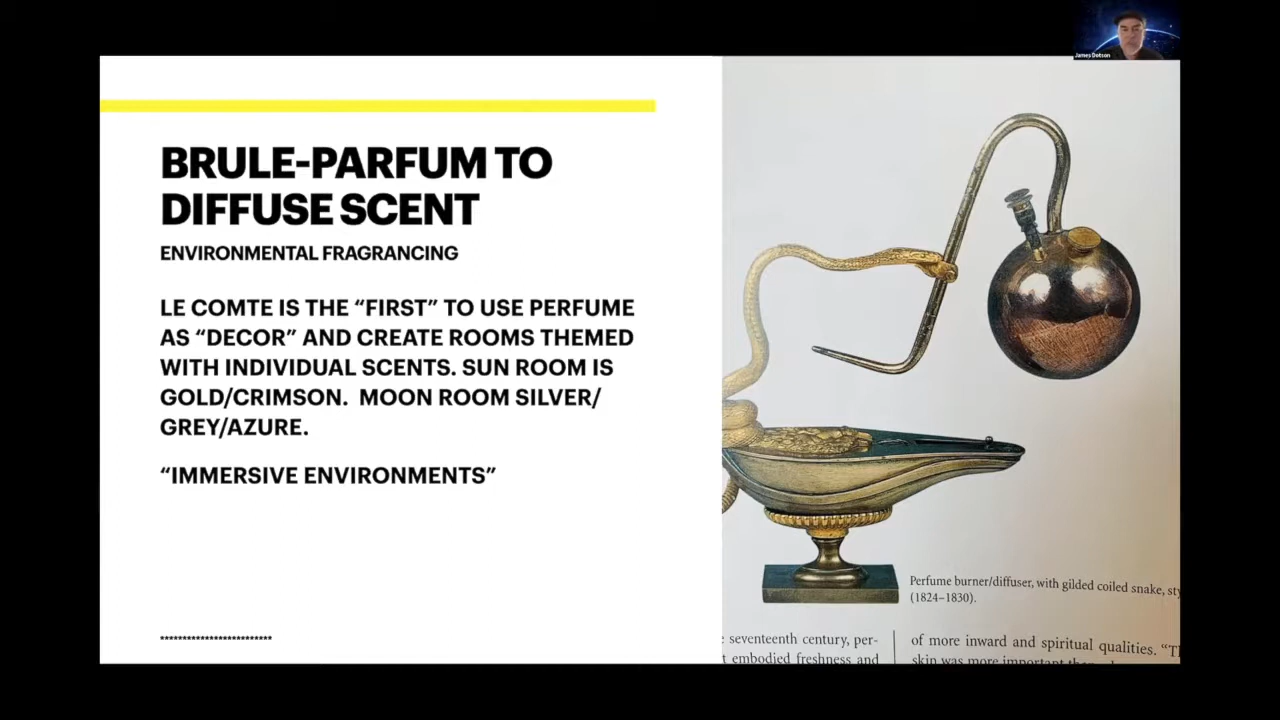 James Dotson
BRULE-PARFUM TO
DIFFUSE SCENT
ENVIRONMENTAL FRAGRANCING
LE COMTE IS THE “FIRST” TO USE PERFUME
AS “DECOR” AND CREATE ROOMS THEMED
WITH INDIVIDUAL SCENTS. SUN ROOM IS
GOLD/CRIMSON. MOON ROOM SILVER/
GREY/AZURE.
“IMMERSIVE ENVIRONMENTS”
*************************
Perfume burner/diffuser, with gilded coiled snake,
(1824–1830).
seventeenth century, per-
embodied freshness and
of more inward and spiritual qualities.
skin was more important